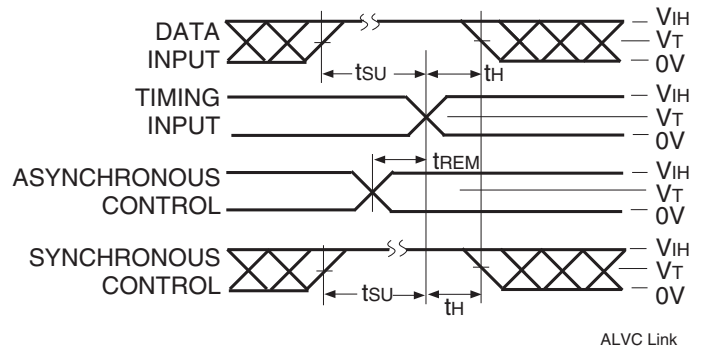 DATA
INPUT
tSU
tH
VIH
VT
0V
TIMING
INPUT
VIH
VT
0V
tREM
ASYNCHRONOUS
CONTROL
VIH
VT
0V
SYNCHRONOUS
CONTROL
tSU
tH
VIH
VT
0V
ALVC Link